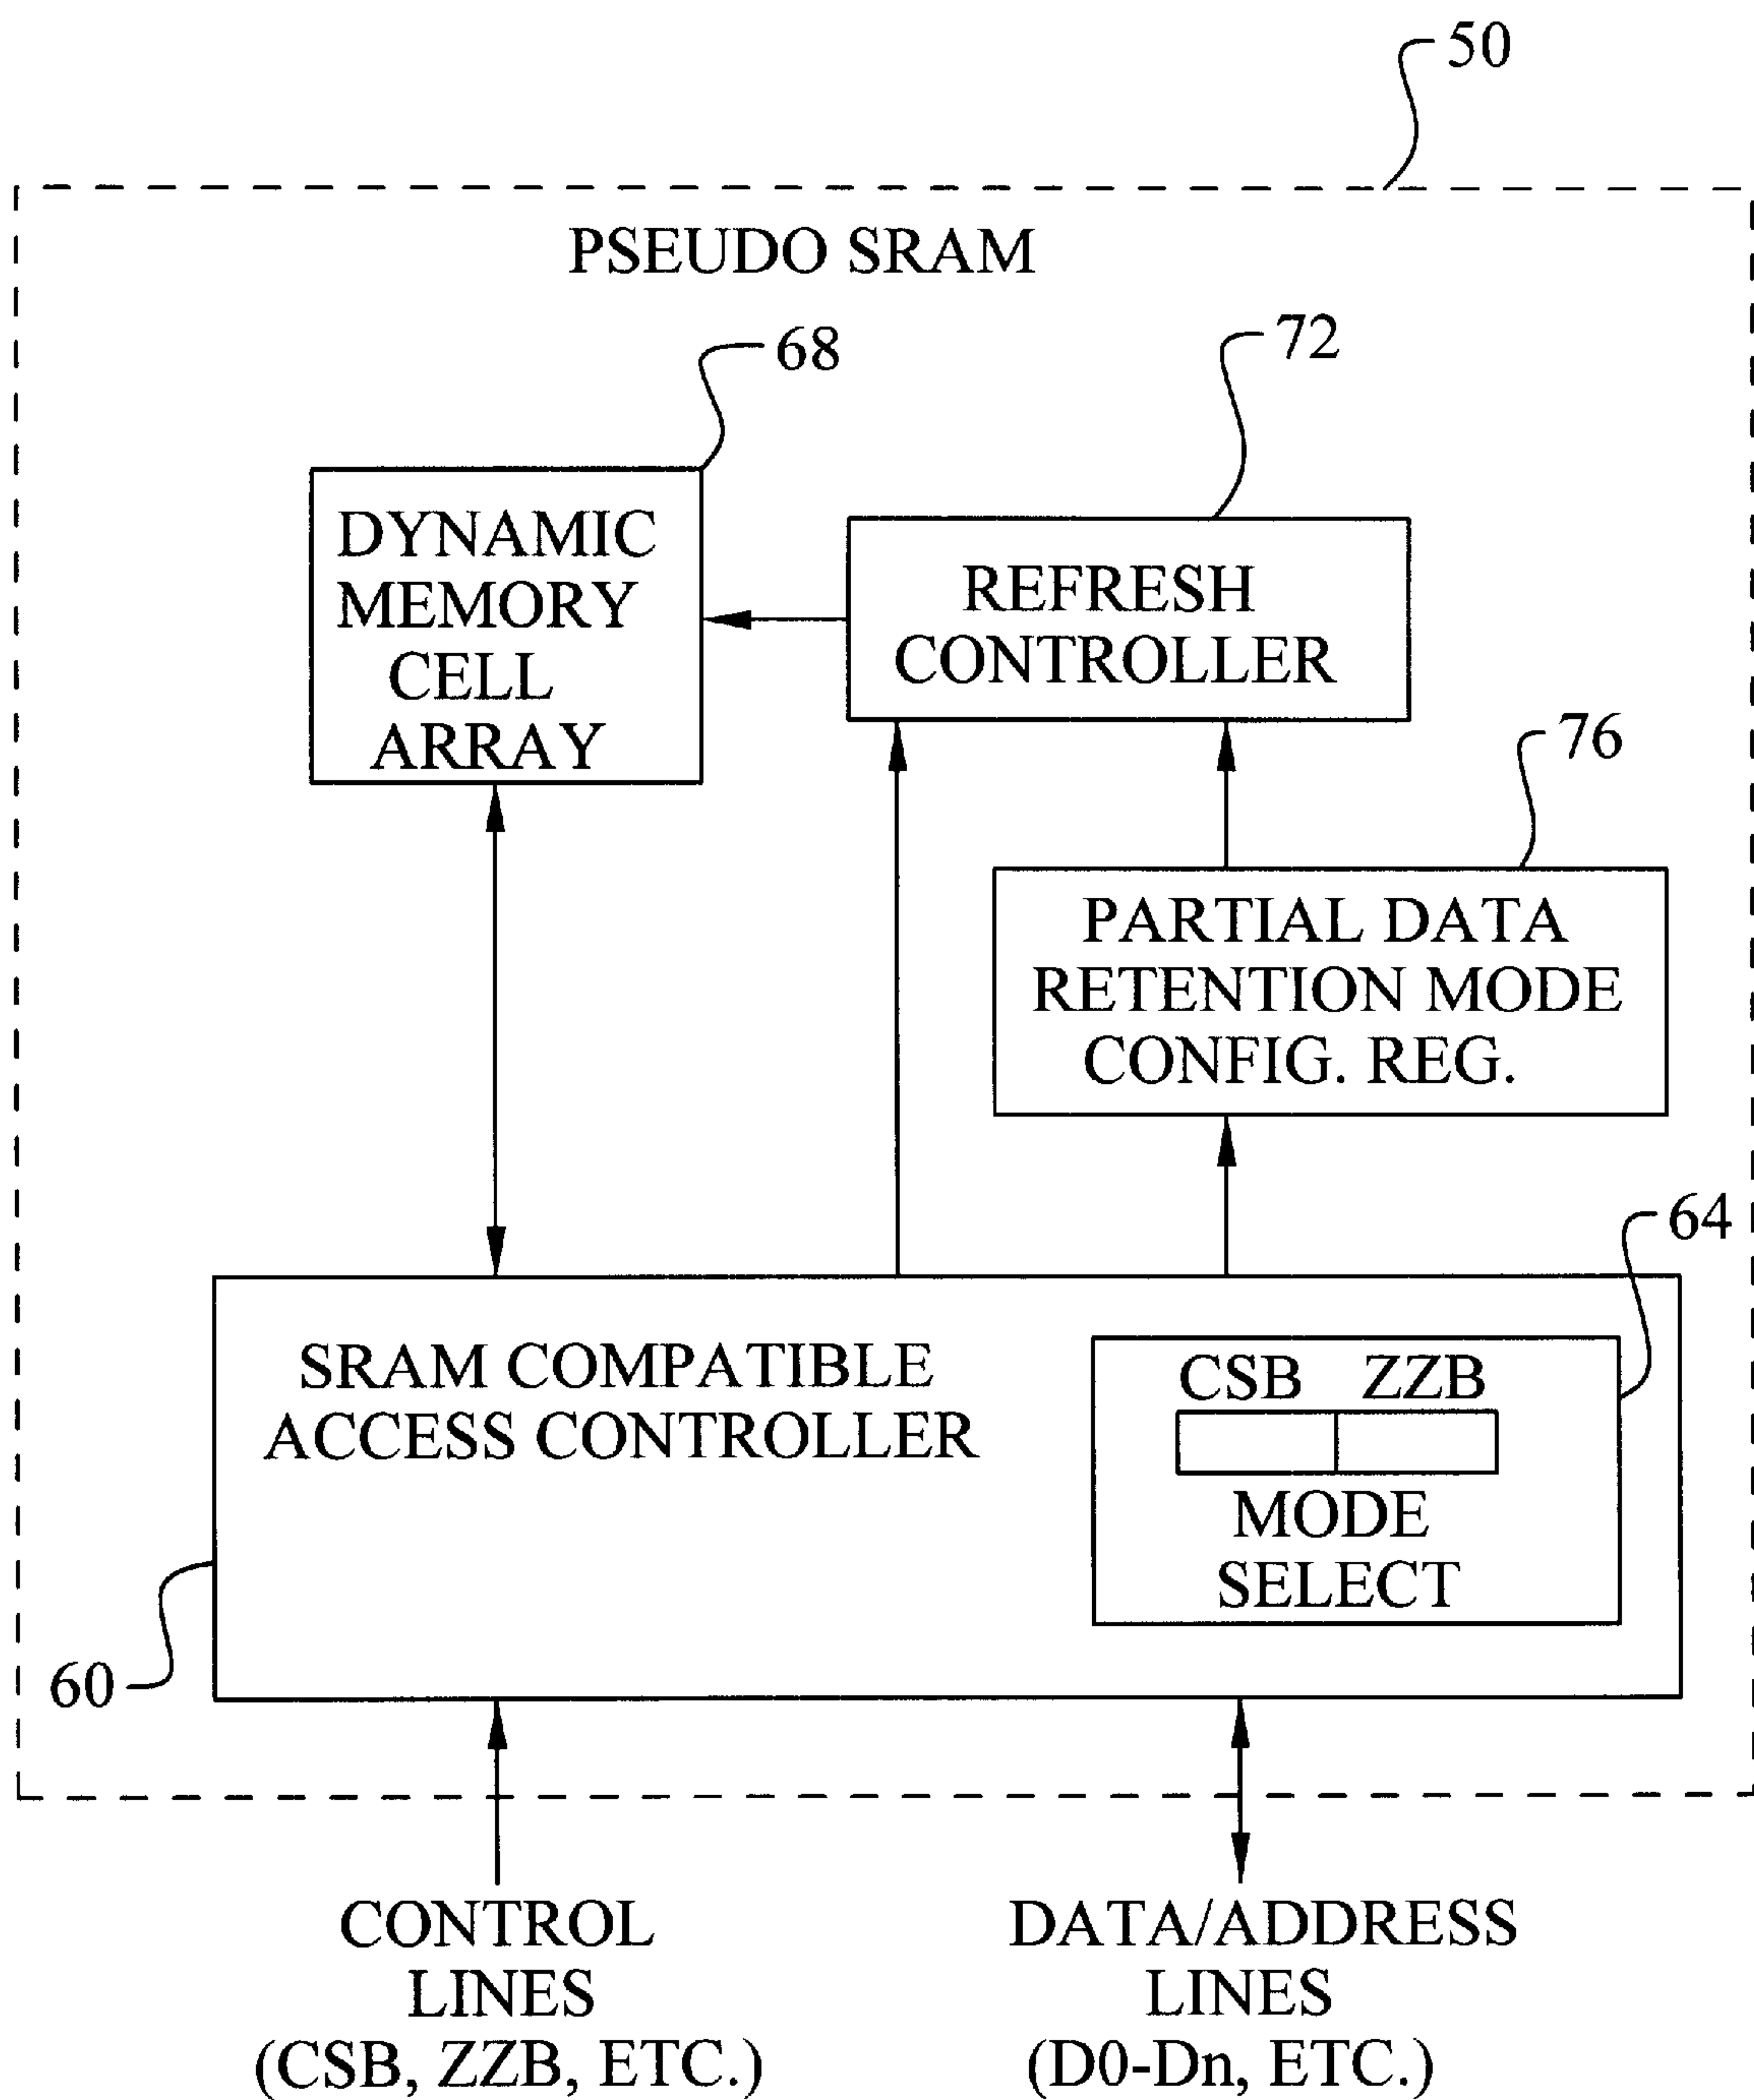 50
PSEUDO SRAM
68
72
DYNAMIC
MEMORY
CELL
ARRAY
REFRESH
CONTROLLER
76
PARTIAL DATA
RETENTION MODE
CONFIG. REG.
64
SRAM COMPATIBLE
ACCESS CONTROLLER
CSB ZZB
MODE
SELECT
60
CONTROL
LINES
(CSB, ZZB, ETC.)
DATA/ADDRESS
LINES
(D0-Dn, ETC.)